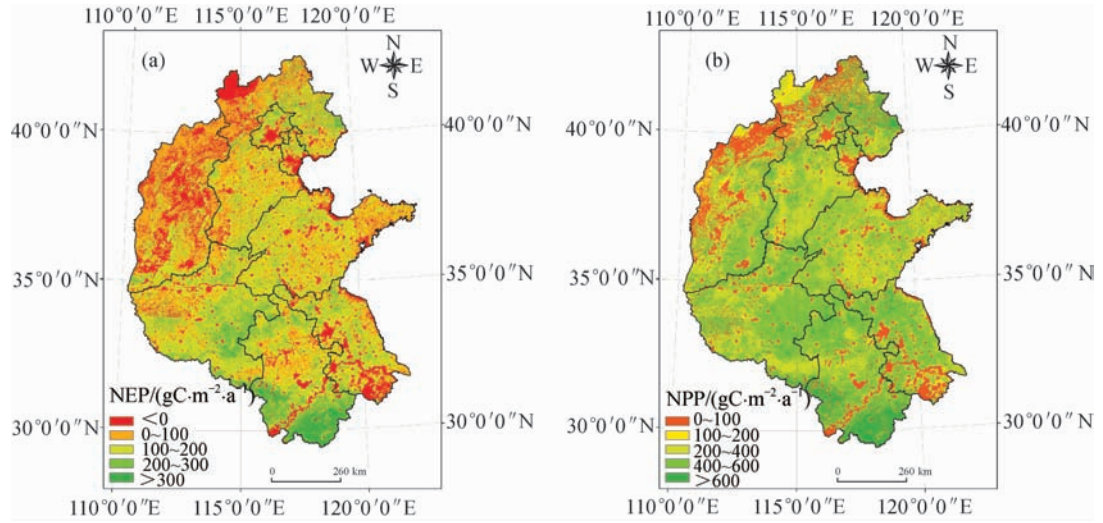 110°0′0″E 115°0′0″E 120°0′0″E
(a)
N
W E
S
40°0′0″N
40°0′0″N
35°0′0″N
35°0′0″N
30°0′0″N
30°0′0″N
NEP/(gC·m⁻²·a⁻¹)
<0
0~100
100~200
200~300
>300
0 260 km
110°0′0″E 115°0′0″E 120°0′0″E
110°0′0″E 115°0′0″E 120°0′0″E
(b)
N
W E
S
40°0′0″N
40°0′0″N
35°0′0″N
35°0′0″N
30°0′0″N
30°0′0″N
NPP/(gC·m⁻²·a⁻¹)
0~100
100~200
200~400
400~600
>600
0 260 km
110°0′0″E 115°0′0″E 120°0′0″E